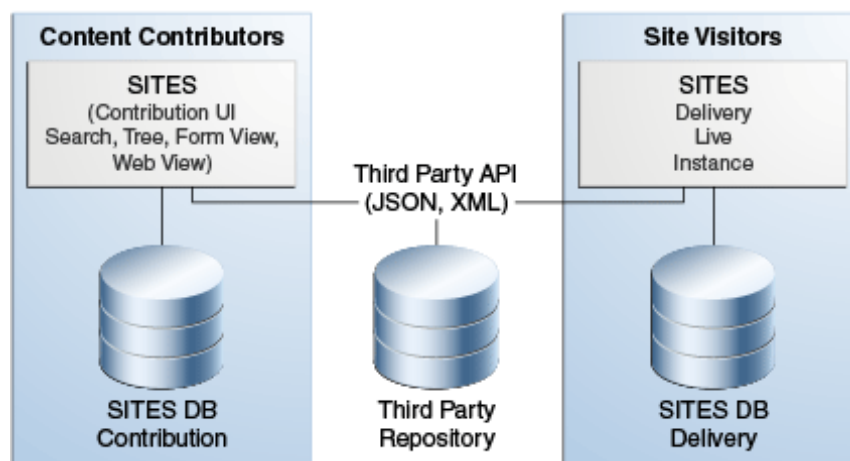 Content Contributors
SITES
(Contribution UI
Search, Tree, Form View,
Web View)
SITES DB
Contribution
Third Party API
(JSON, XML)
Third Party
Repository
Site Visitors
SITES
Delivery
Live
Instance
SITES DB
Delivery